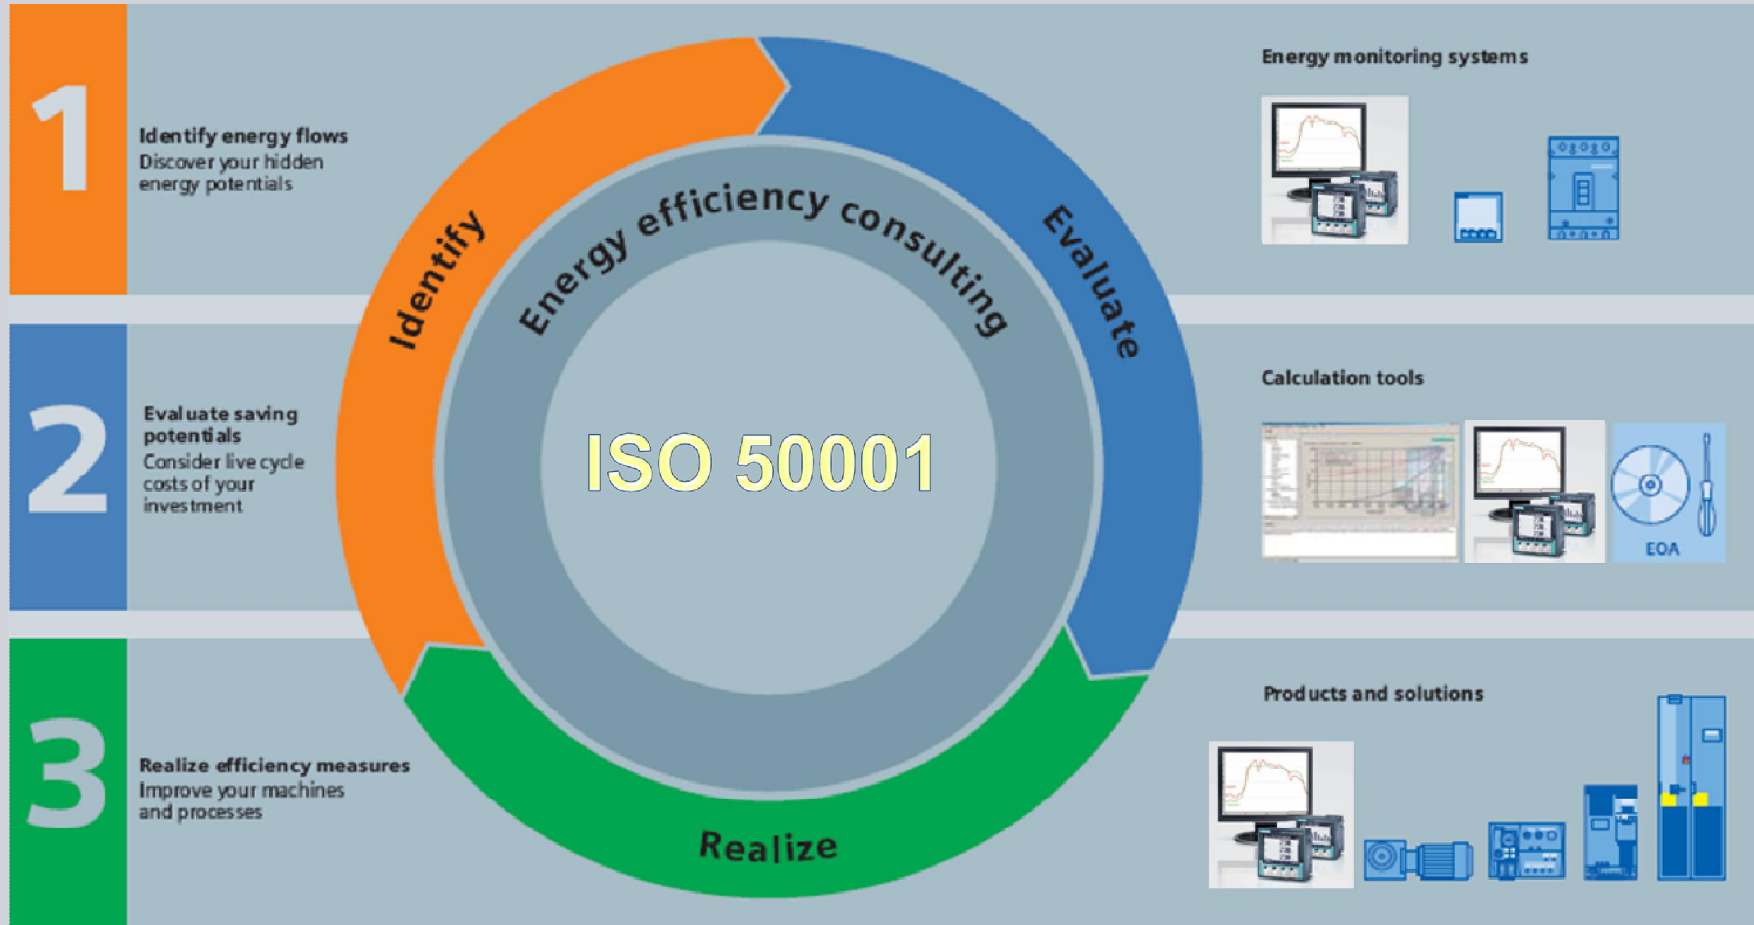 1
Identify energy flows
Discover your hidden
energy potentials
2
Evaluate saving
potentials
Consider live cycle
costs of your
investment
3
Realize efficiency measures
Improve your machines
and processes
Identify
Evaluate
Realize
Energy efficiency consulting
ISO 50001
Energy monitoring systems
Calculation tools
EOA
Products and solutions